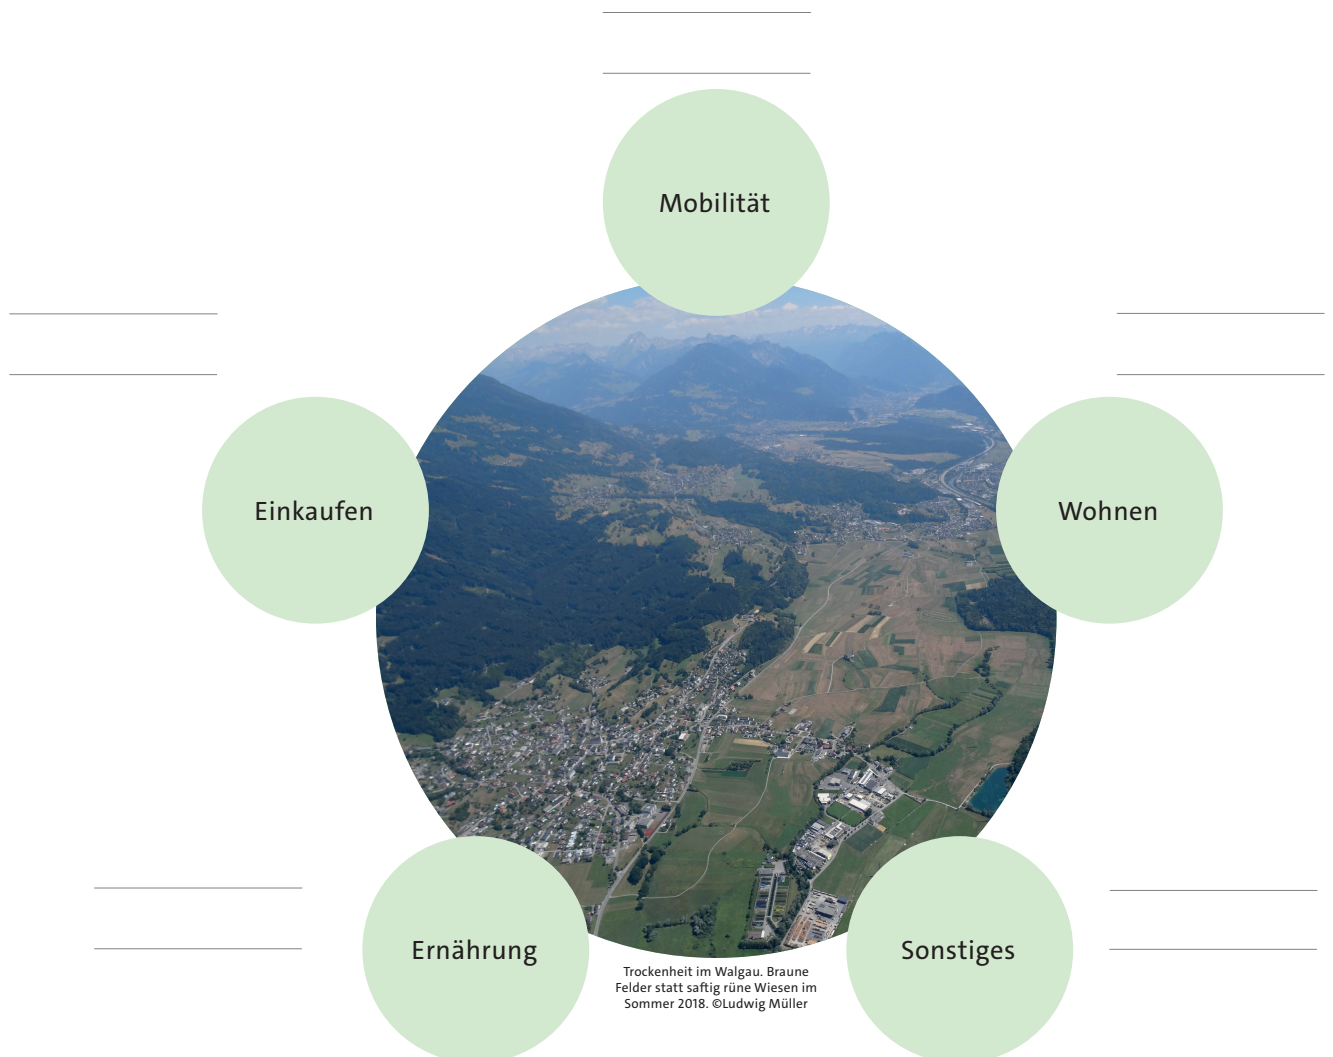 Mobilität
Einkaufen
Wohnen
Ernährung
Sonstiges
Trockenheit im Walgau. Braune
Felder statt saftig rüne Wiesen im
Sommer 2018. ©Ludwig Müller